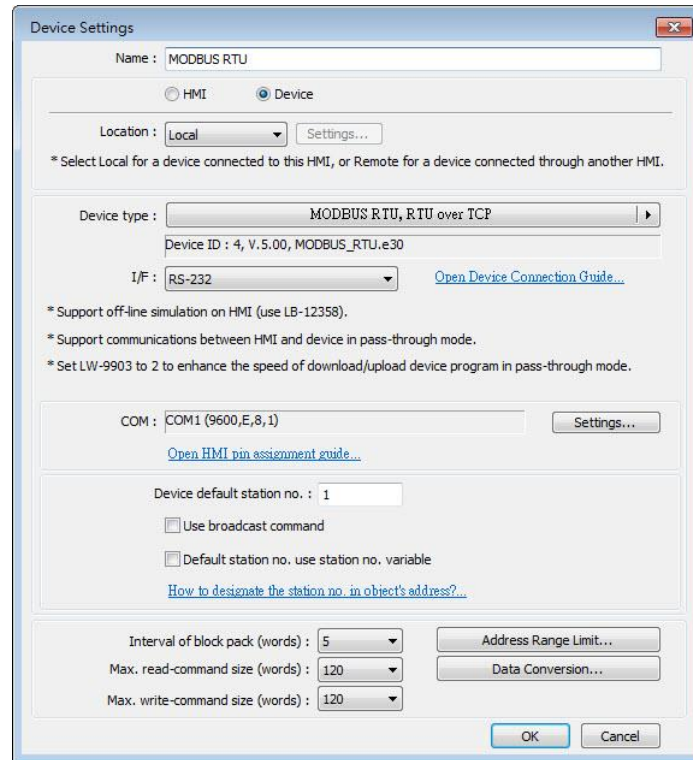 Device Settings
Name : MODBUS RTU
HMI Device
Location : Local Settings...
* Select Local for a device connected to this HMI, or Remote for a device connected through another HMI.
Device type : MODBUS RTU, RTU over TCP
Device ID : 4, V.5.00, MODBUS_RTU.e30
I/F : RS-232 Open Device Connection Guide...
* Support off-line simulation on HMI (use LB-12358).
* Support communications between HMI and device in pass-through mode.
* Set LW-9903 to 2 to enhance the speed of download/upload device program in pass-through mode.
COM : COM1 (9600,E,8,1) Settings...
Open HMI pin assignment guide...
Device default station no. : 1
Use broadcast command
Default station no. use station no. variable
How to designate the station no. in object's address?...
Interval of block pack (words) : 5 Address Range Limit...
Max. read-command size (words) : 120 Data Conversion...
Max. write-command size (words) : 120
OK Cancel